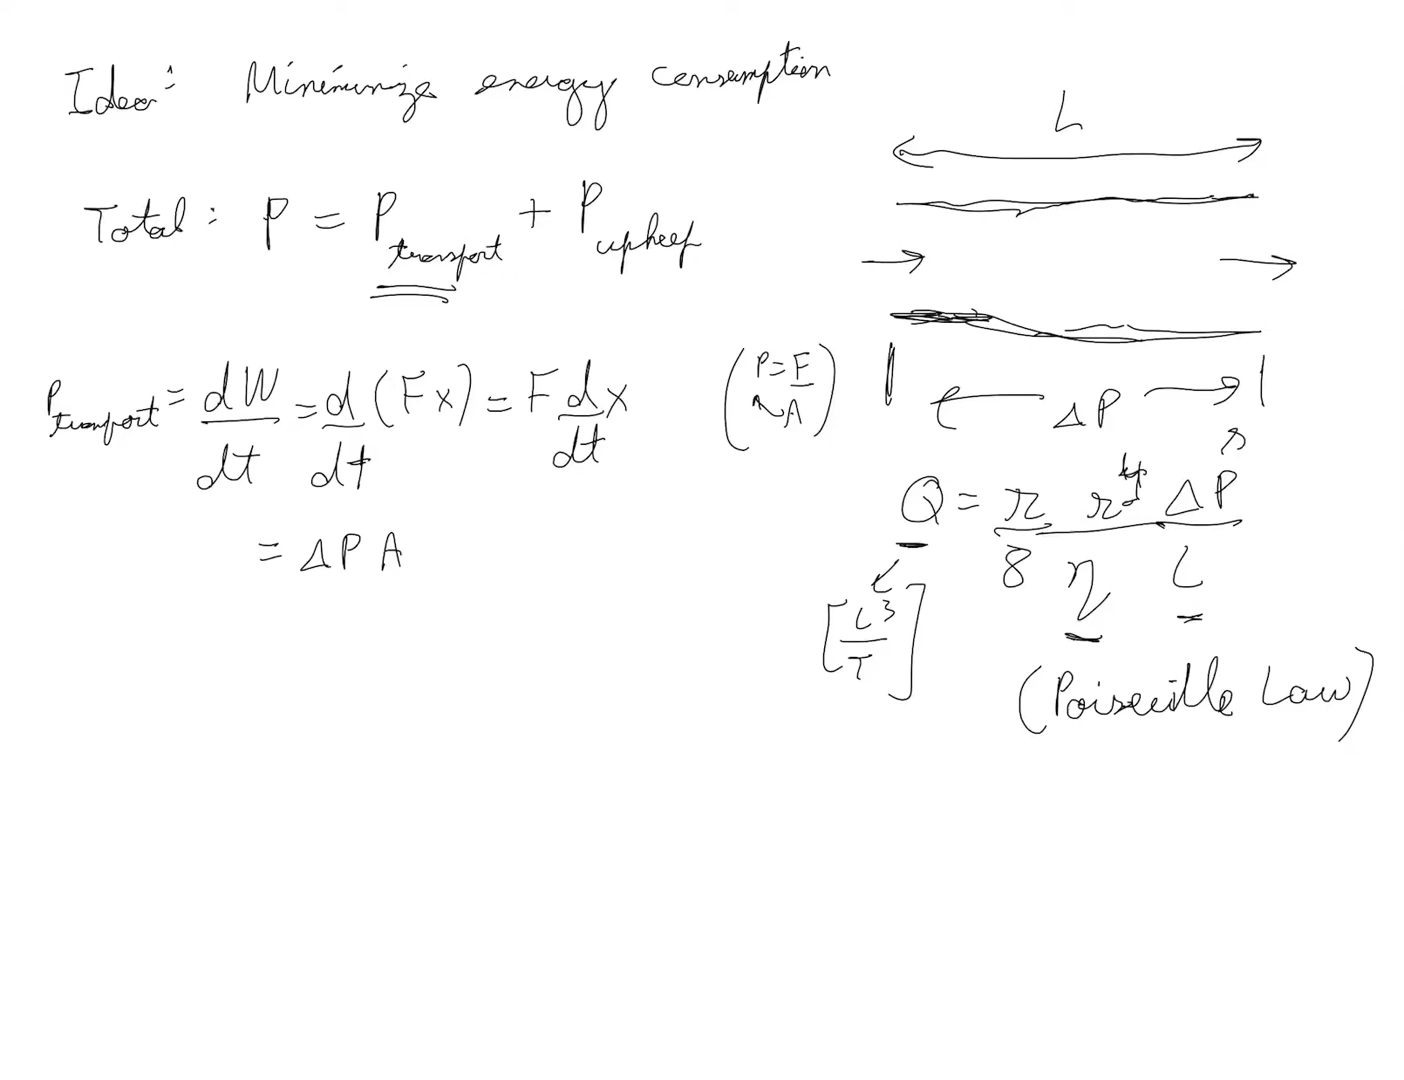 Idea: Minimize energy consumption
L
Total: P = P_transport + P_upkeep
P_transport = dW/dt = d/dt (Fx) = F d/dt x
(P = F/A)
ΔP
= ΔP A
Q = π r^4 ΔP / 8 η L
[L^3/T]
(Poiseuille Law)